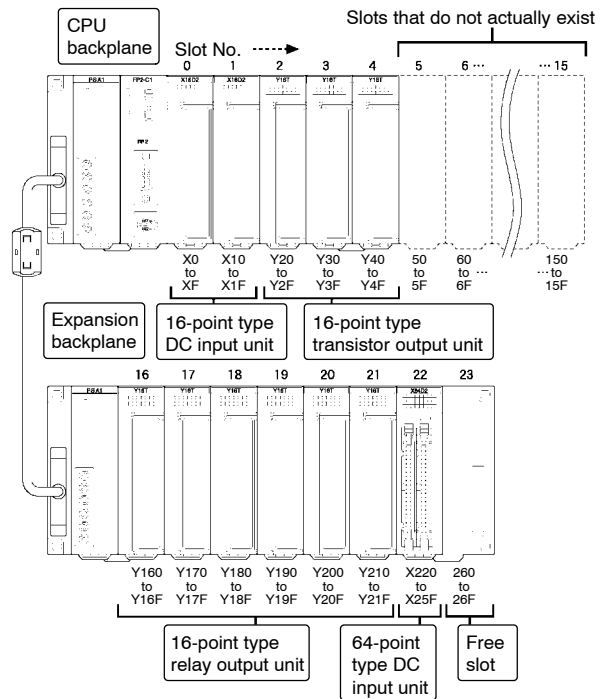 Slots that do not actually exist
CPU
backplane
Slot No.
0 1 2 3 4 5 6 ··· 15
PSA1 FP2-C1 X16D2 X16D2 Y16T Y16T Y16T
FP2
X0 X10 Y20 Y30 Y40 50 60 150
to to to to to to to ··· ··· to
XF X1F Y2F Y3F Y4F 5F 6F 15F
Expansion
backplane
16-point type
DC input unit
16-point type
transistor output unit
16 17 18 19 20 21 22 23
PSA1 Y16T Y16T Y16T Y16T Y16T Y16T X64D2
Y160 Y170 Y180 Y190 Y200 Y210 X220 260
to to to to to to to to
Y16F Y17F Y18F Y19F Y20F Y21F X25F 26F
16-point type
relay output unit
64-point
type DC
input unit
Free
slot